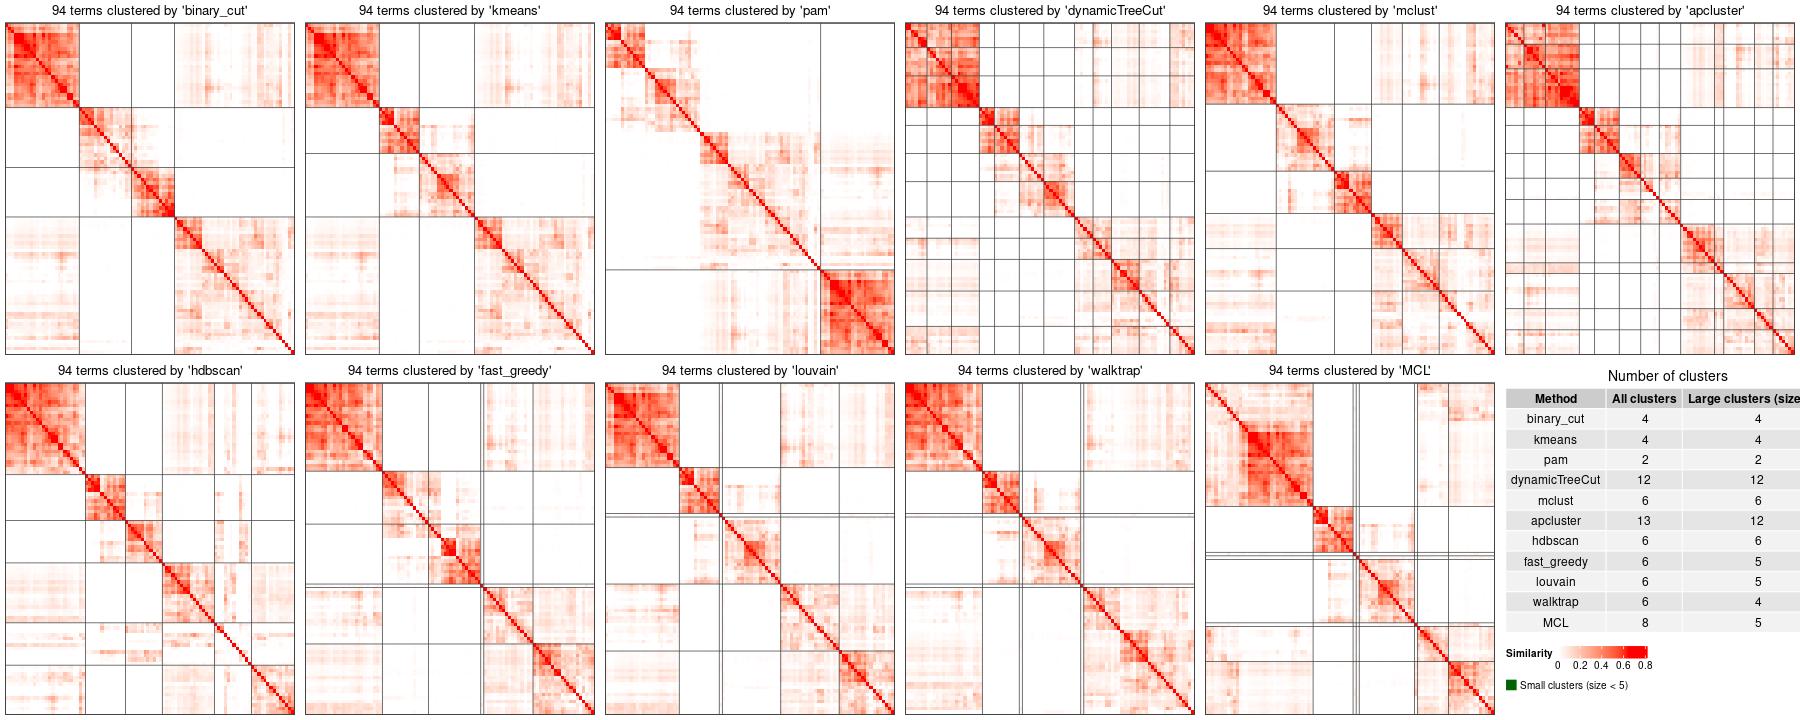 94 terms clustered by 'binary_cut'
94 terms clustered by 'kmeans'
94 terms clustered by 'pam'
94 terms clustered by 'dynamicTreeCut'
94 terms clustered by 'mclust'
94 terms clustered by 'apcluster'
94 terms clustered by 'hdbscan'
94 terms clustered by 'fast_greedy'
94 terms clustered by 'louvain'
94 terms clustered by 'walktrap'
94 terms clustered by 'MCL'
Number of clusters
Method All clusters Large clusters (size
binary_cut 4 4
kmeans 4 4
pam 2 2
dynamicTreeCut 12 12
mclust 6 6
apcluster 13 12
hdbscan 6 6
fast_greedy 6 5
louvain 6 5
walktrap 6 4
MCL 8 5
Similarity
0 0.2 0.4 0.6 0.8
Small clusters (size < 5)